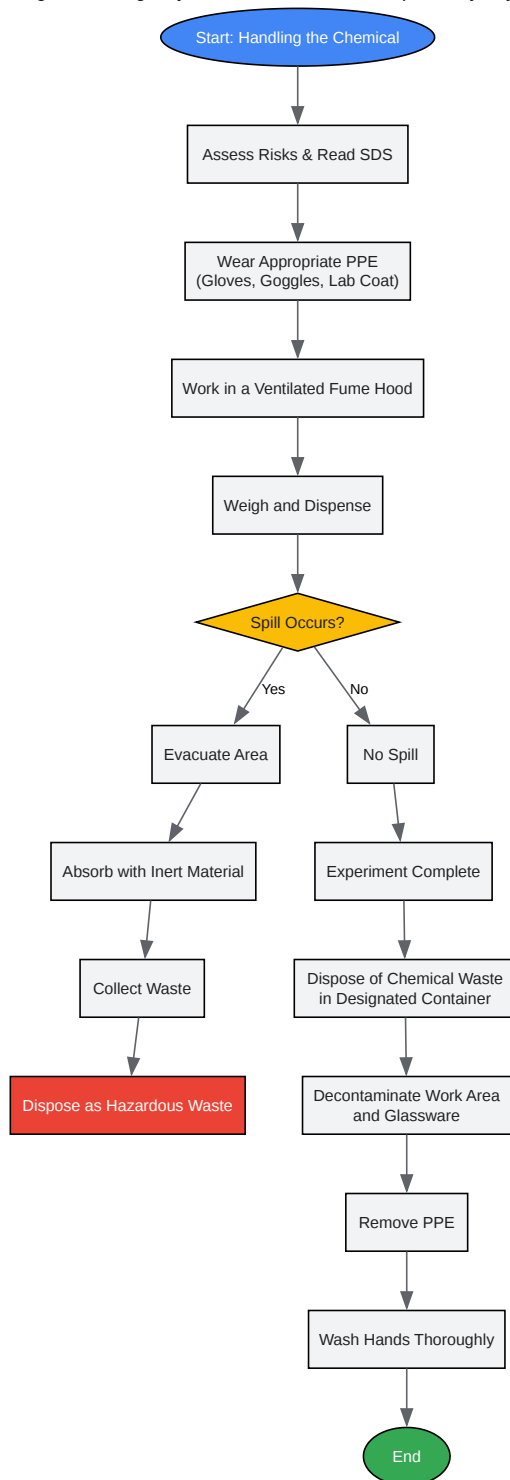 Start: Handling the Chemical
Assess Risks & Read SDS
Wear Appropriate PPE
(Gloves, Goggles, Lab Coat)
Work in a Ventilated Fume Hood
Weigh and Dispense
Spill Occurs?
Yes
No
Evacuate Area
No Spill
Absorb with Inert Material
Experiment Complete
Collect Waste
Dispose of Chemical Waste
in Designated Container
Dispose as Hazardous Waste
Decontaminate Work Area
and Glassware
Remove PPE
Wash Hands Thoroughly
End